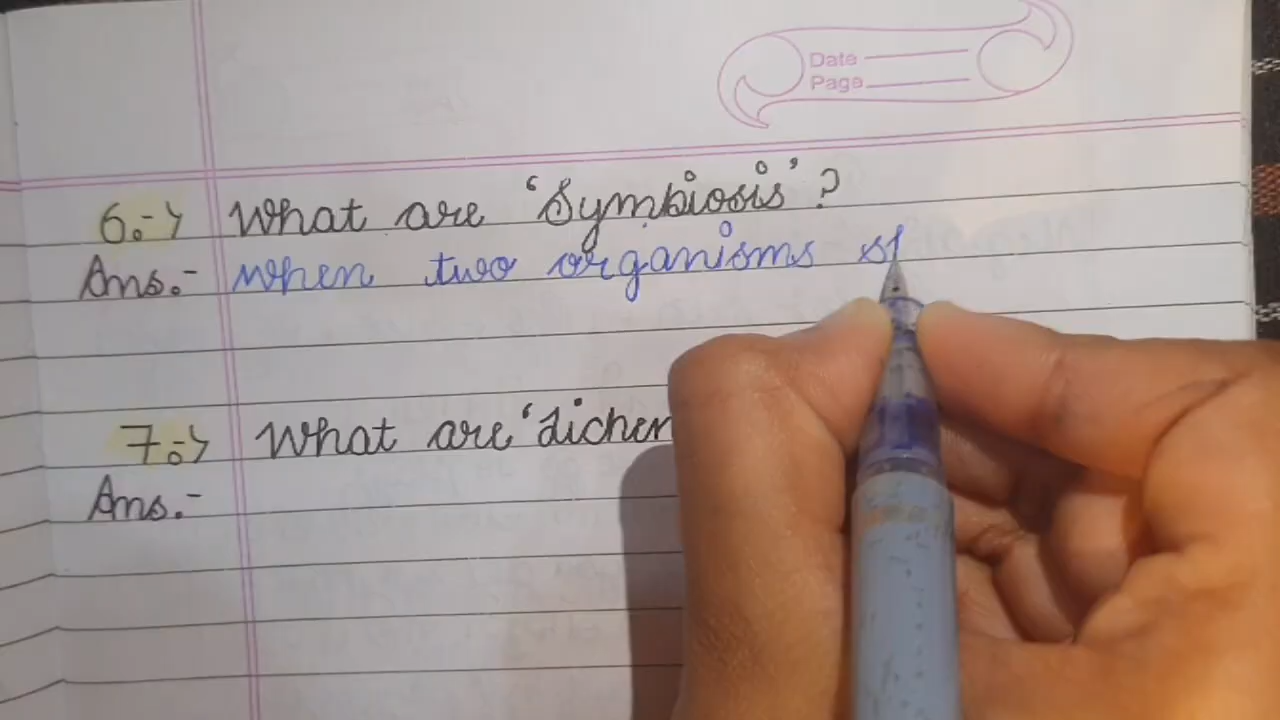 Date
Page
6.→ What are 'Symbiosis'?
Ans.- When two organisms
7.→ What are 'lichen
Ans.-